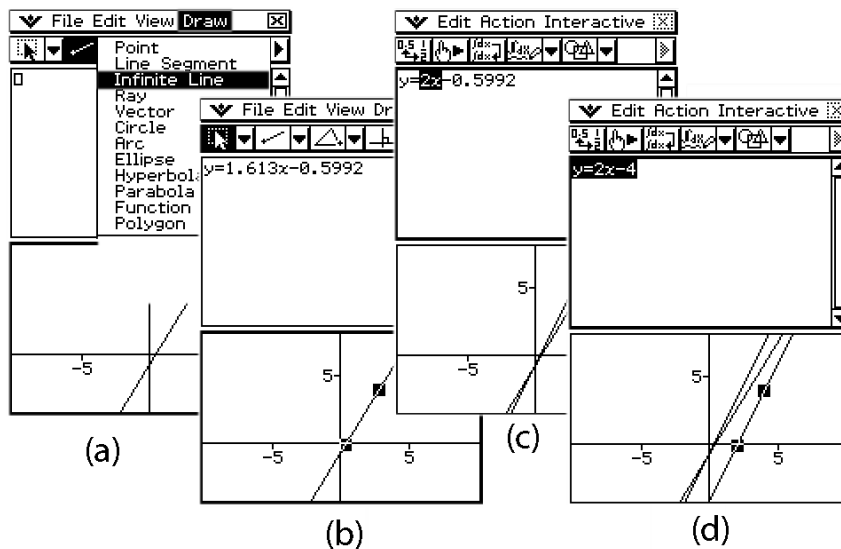 File Edit View Draw
Point
Line Segment
Infinite Line
Ray
Vector
Circle
Arc
Ellipse
Hyperbola
Parabola
Function
Polygon
-5
(a)
File Edit View Dr
y=1.613x-0.5992
5
-5
5
(b)
Edit Action Interactive
y=2x-0.5992
5
-5
(c)
Edit Action Interactive
y=2x-4
5
-5
5
(d)